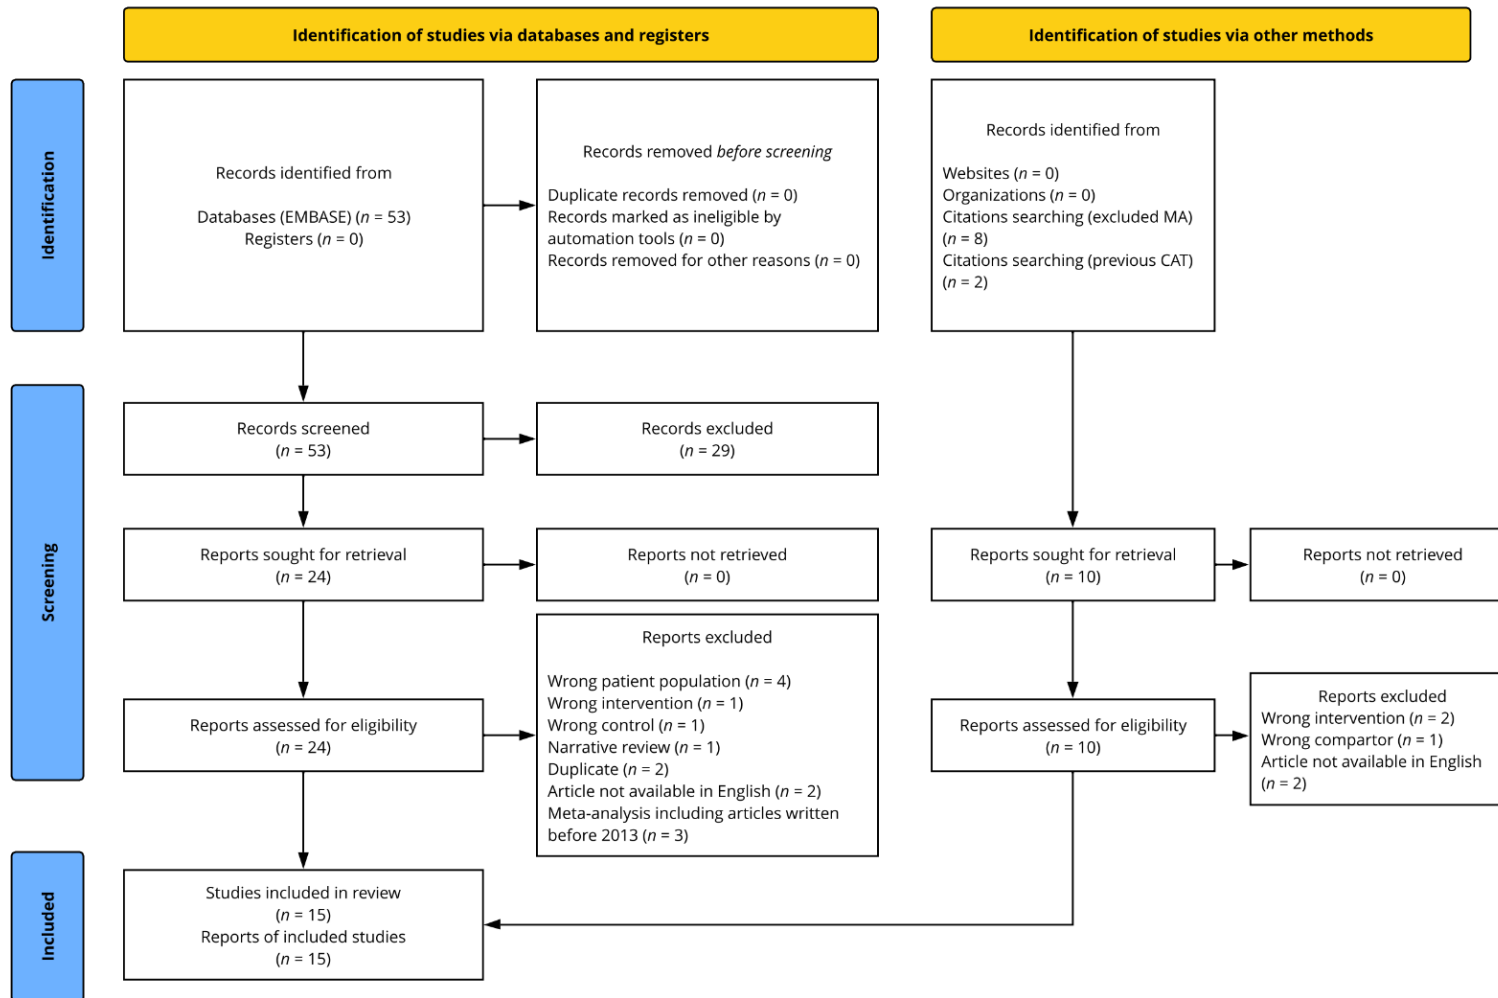 Identification of studies via databases and registers
Identification of studies via other methods
Identification
Records identified from
Databases (EMBASE) (n = 53)
Registers (n = 0)
Records removed before screening
Duplicate records removed (n = 0)
Records marked as ineligible by
automation tools (n = 0)
Records removed for other reasons (n = 0)
Records identified from
Websites (n = 0)
Organizations (n = 0)
Citations searching (excluded MA)
(n = 8)
Citations searching (previous CAT)
(n = 2)
Screening
Records screened
(n = 53)
Records excluded
(n = 29)
Reports sought for retrieval
(n = 24)
Reports not retrieved
(n = 0)
Reports sought for retrieval
(n = 10)
Reports not retrieved
(n = 0)
Reports assessed for eligibility
(n = 24)
Reports excluded
Wrong patient population (n = 4)
Wrong intervention (n = 1)
Wrong control (n = 1)
Narrative review (n = 1)
Duplicate (n = 2)
Article not available in English (n = 2)
Meta-analysis including articles written
before 2013 (n = 3)
Reports assessed for eligibility
(n = 10)
Reports excluded
Wrong intervention (n = 2)
Wrong compartor (n = 1)
Article not available in English
(n = 2)
Included
Studies included in review
(n = 15)
Reports of included studies
(n = 15)